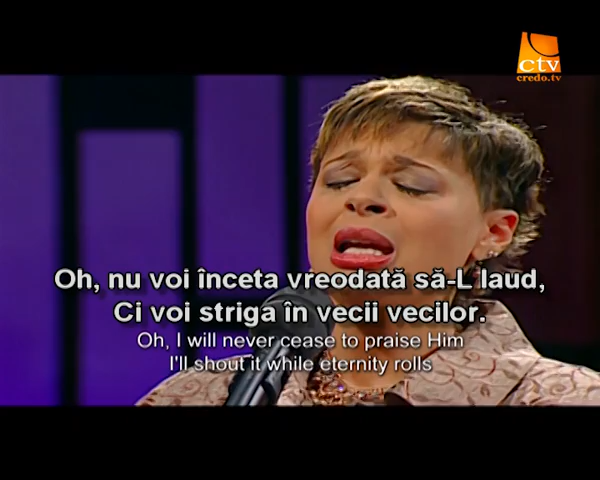 ctv
credo.tv
Oh, nu voi înceta vreodată să-L laud,
Ci voi striga în vecii vecilor.
Oh, I will never cease to praise Him
I'll shout it while eternity rolls